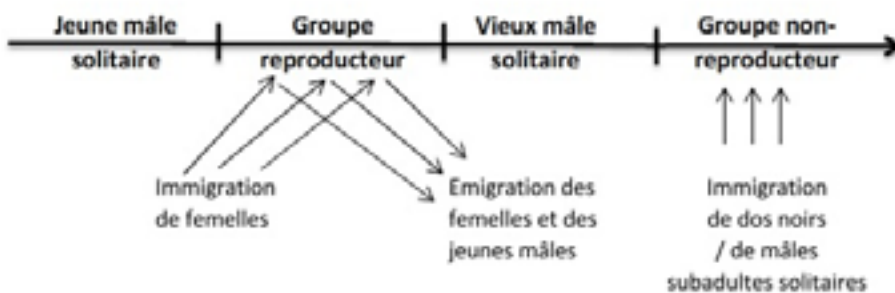 Jeune mâle
solitaire
Groupe
reproducteur
Vieux mâle
solitaire
Groupe non-
reproducteur
Immigration
de femelles
Emigration des
femelles et des
jeunes mâles
Immigration
de dos noirs
/ de mâles
subadultes solitaires